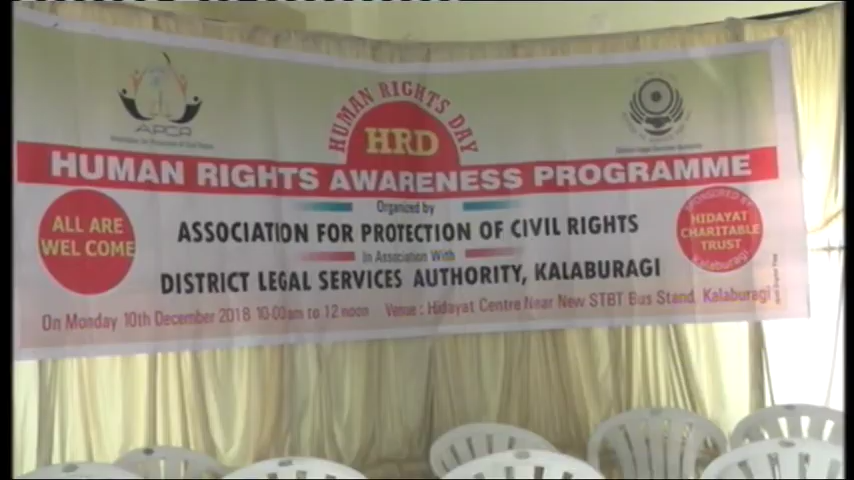 HUMAN RIGHTS DAY
HRD
APCR
HUMAN RIGHTS AWARENESS PROGRAMME
ALL ARE
WEL COME
Organized by
ASSOCIATION FOR PROTECTION OF CIVIL RIGHTS
In Association With
DISTRICT LEGAL SERVICES AUTHORITY, KALABURAGI
SPONSORED BY
HIDAYAT
CHARITABLE
TRUST
Kalaburagi
On Monday 10th December 2018 10-00am to 12 noon Venue : Hidayat Centre Near New STBT Bus Stand, Kalaburagi